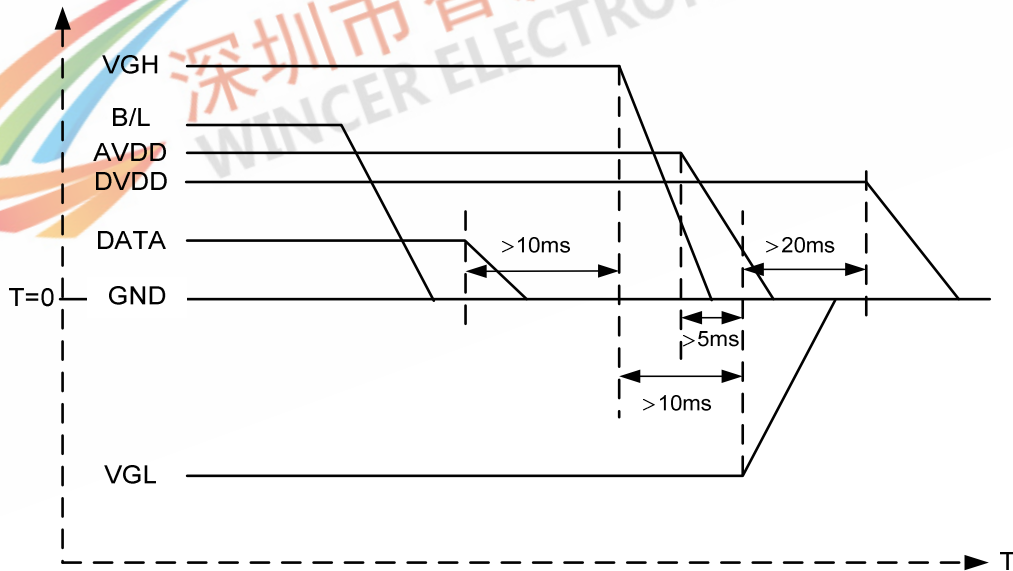 深圳市
WINCER ELECTRO
VGH
B/L
AVDD
DVDD
DATA
>10ms
>20ms
T=0
GND
>5ms
>10ms
VGL
T